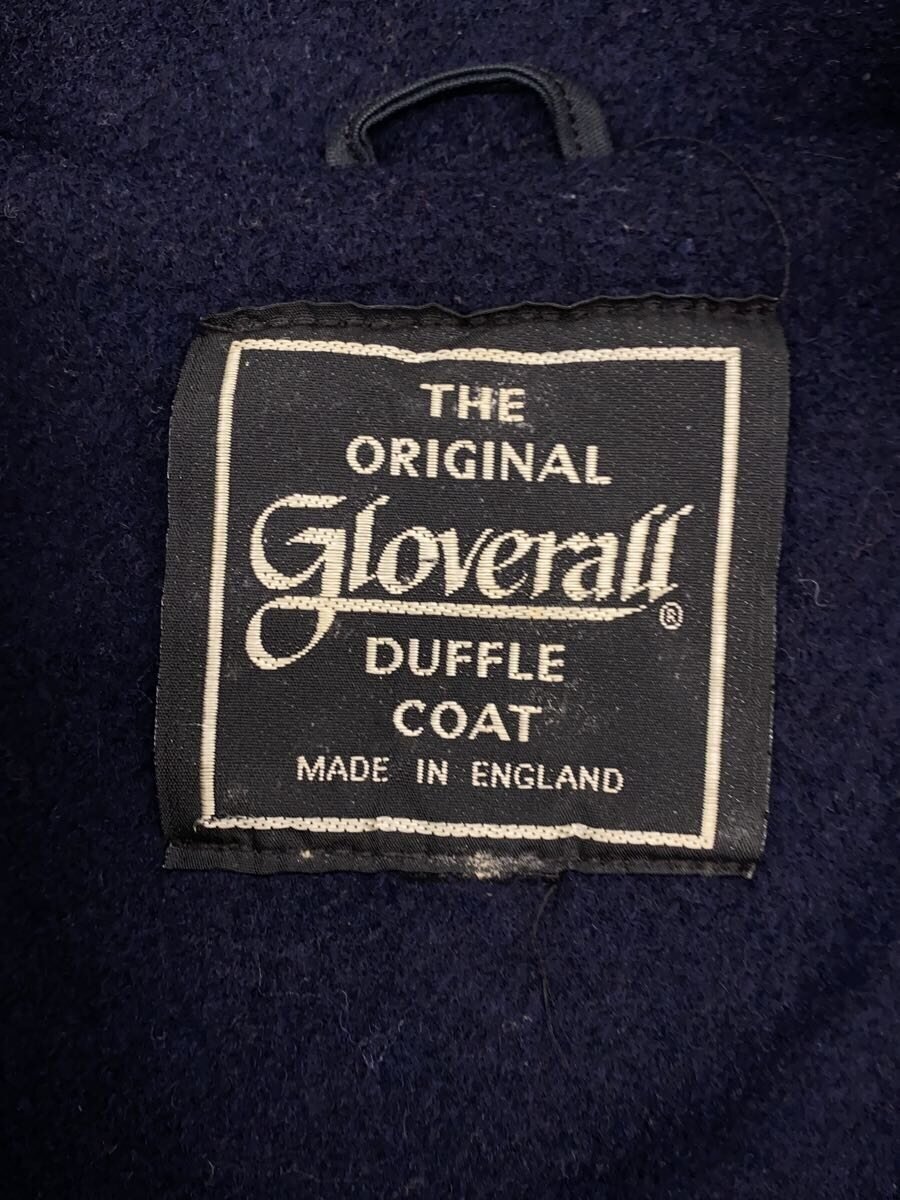 THE
ORIGINAL
Gloverall®
DUFFLE
COAT
MADE IN ENGLAND